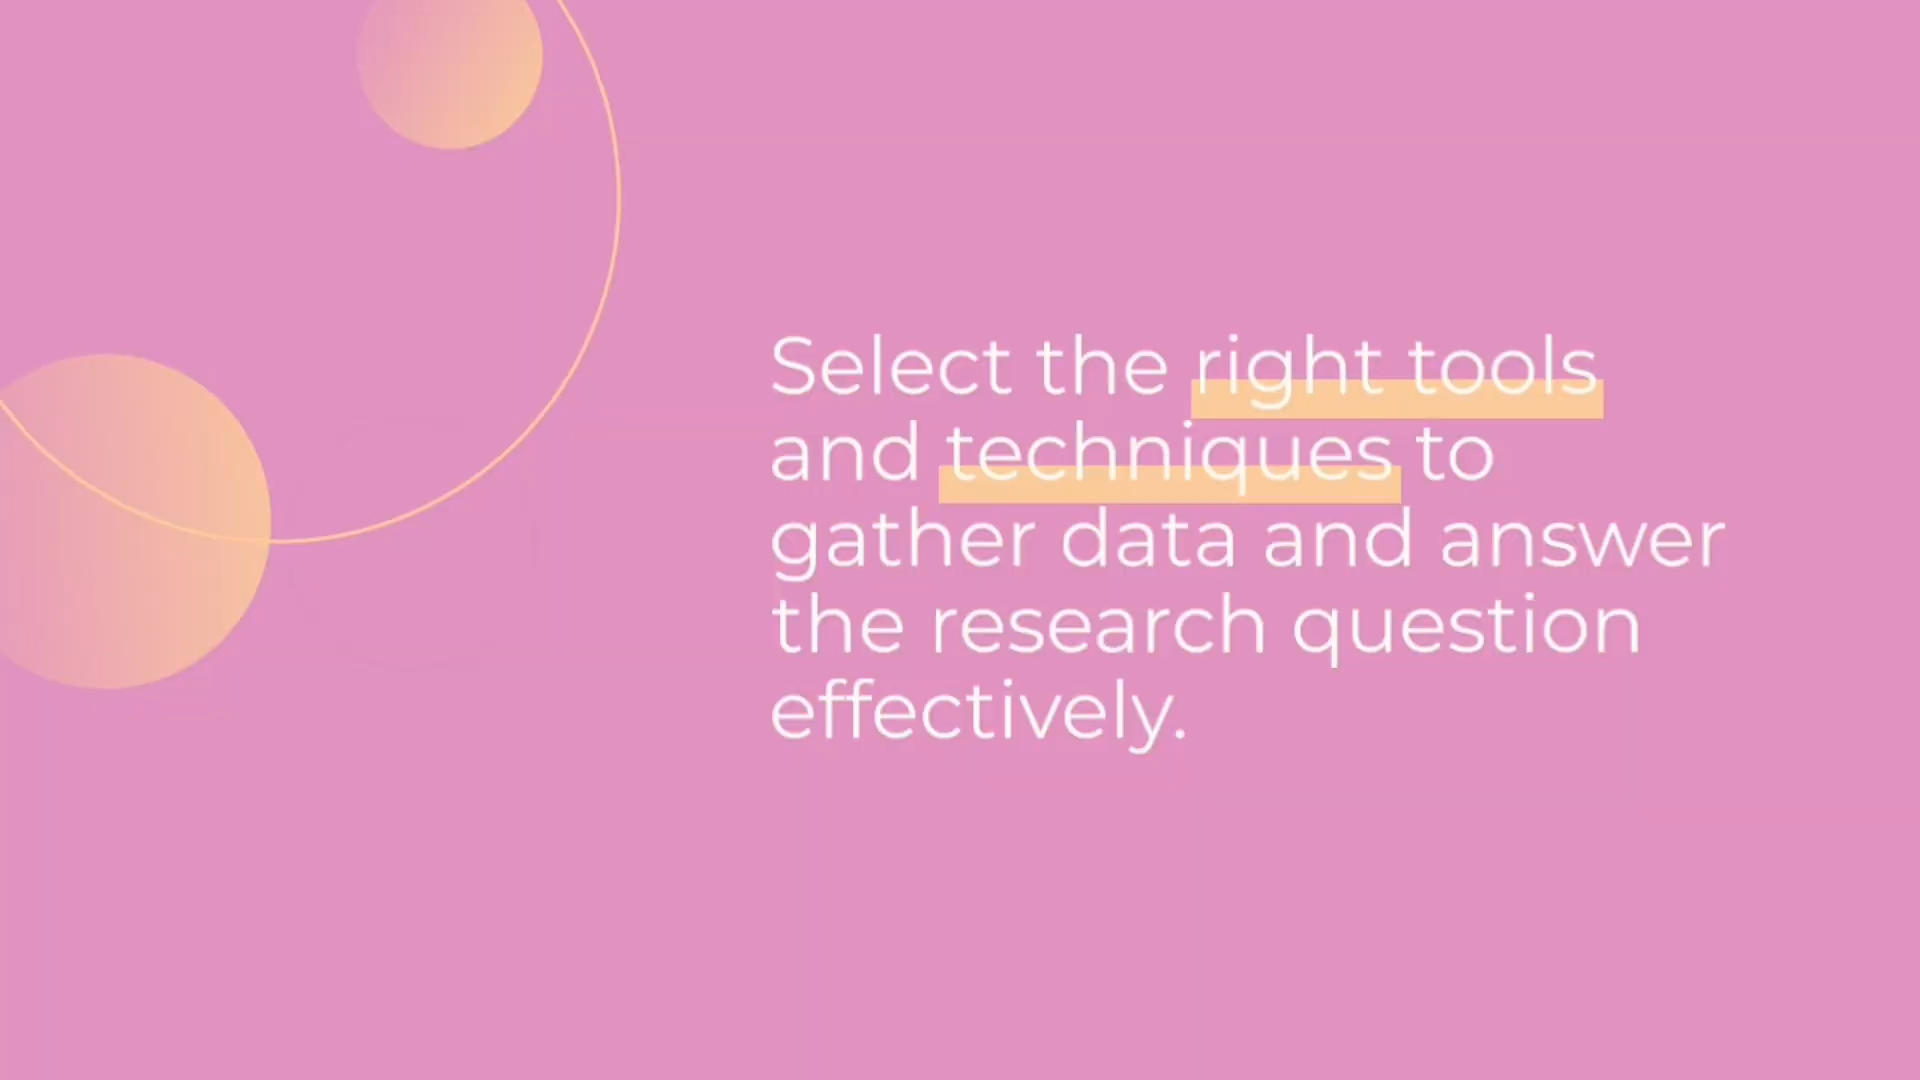 Select the right tools
and techniques to
gather data and answer
the research question
effectively.